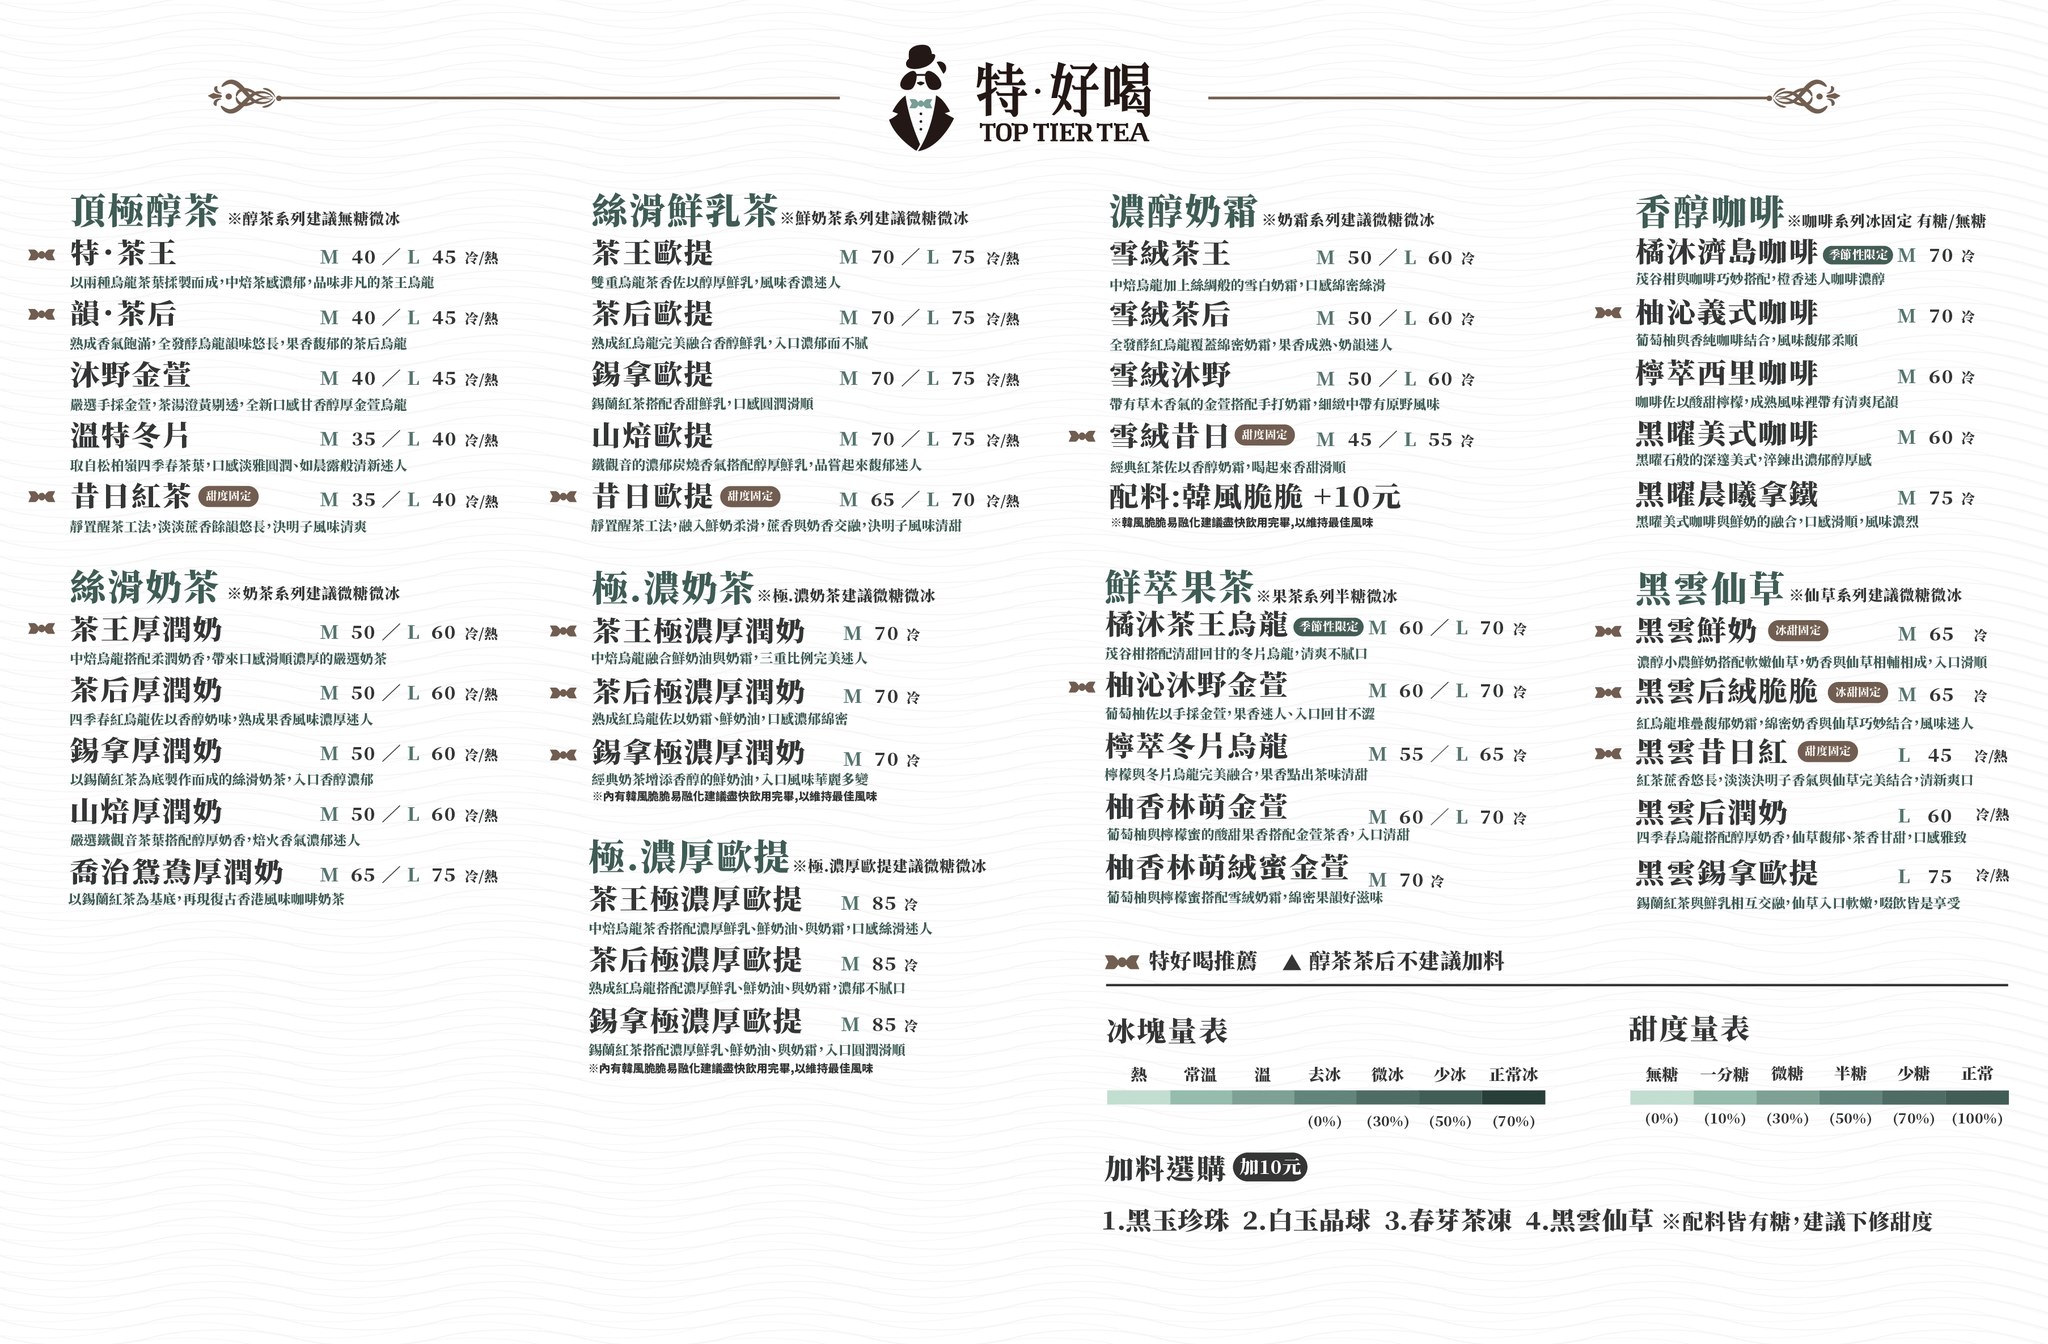 特·好喝
TOP TIER TEA
頂極醇茶 ※醇茶系列建議無糖微冰
特·茶王 M 40 ／ L 45 冷/熱
以兩種烏龍茶葉揉製而成,中焙茶感濃郁,品味非凡的茶王烏龍
韻·茶后 M 40 ／ L 45 冷/熱
熟成香氣飽滿,全發酵烏龍韻味悠長,果香馥郁的茶后烏龍
沐野金萱 M 40 ／ L 45 冷/熱
嚴選手採金萱,茶湯澄黃剔透,全新口感甘香醇厚金萱烏龍
溫特冬片 M 35 ／ L 40 冷/熱
取自松柏嶺四季春茶葉,口感淡雅圓潤、如晨露般清新迷人
昔日紅茶 甜度固定 M 35 ／ L 40 冷/熱
靜置醒茶工法,淡淡蔗香餘韻悠長,決明子風味清爽
絲滑奶茶 ※奶茶系列建議微糖微冰
茶王厚潤奶 M 50 ／ L 60 冷/熱
中焙烏龍搭配柔潤奶香,帶來口感滑順濃厚的嚴選奶茶
茶后厚潤奶 M 50 ／ L 60 冷/熱
四季春紅烏龍佐以香醇奶味,熟成果香風味濃厚迷人
錫拿厚潤奶 M 50 ／ L 60 冷/熱
以錫蘭紅茶為底製作而成的絲滑奶茶,入口香醇濃郁
山焙厚潤奶 M 50 ／ L 60 冷/熱
嚴選鐵觀音茶葉搭配醇厚奶香,焙火香氣濃郁迷人
喬治鴛鴦厚潤奶 M 65 ／ L 75 冷/熱
以錫蘭紅茶為基底,再現復古香港風味咖啡奶茶
絲滑鮮乳茶 ※鮮奶茶系列建議微糖微冰
茶王歐提 M 70 ／ L 75 冷/熱
雙重烏龍茶香佐以醇厚鮮乳,風味香濃迷人
茶后歐提 M 70 ／ L 75 冷/熱
熟成紅烏龍完美融合香醇鮮乳,入口濃郁而不膩
錫拿歐提 M 70 ／ L 75 冷/熱
錫蘭紅茶搭配香甜鮮乳,口感圓潤滑順
山焙歐提 M 70 ／ L 75 冷/熱
鐵觀音的濃郁炭燒香氣搭配醇厚鮮乳,品嘗起來馥郁迷人
昔日歐提 甜度固定 M 65 ／ L 70 冷/熱
靜置醒茶工法,融入鮮奶柔滑,蔗香與奶香交融,決明子風味清甜
極.濃奶茶 ※極.濃奶茶建議微糖微冰
茶王極濃厚潤奶 M 70 冷
中焙烏龍融合鮮奶油與奶霜,三重比例完美迷人
茶后極濃厚潤奶 M 70 冷
熟成紅烏龍佐以奶霜、鮮奶油,口感濃郁綿密
錫拿極濃厚潤奶 M 70 冷
經典奶茶增添香醇的鮮奶油,入口風味華麗多變
※內有韓風脆脆易融化建議盡快飲用完畢,以維持最佳風味
極.濃厚歐提 ※極.濃厚歐提建議微糖微冰
茶王極濃厚歐提 M 85 冷
中焙烏龍茶香搭配濃厚鮮乳、鮮奶油、與奶霜,口感絲滑迷人
茶后極濃厚歐提 M 85 冷
熟成紅烏龍搭配濃厚鮮乳、鮮奶油、與奶霜,濃郁不膩口
錫拿極濃厚歐提 M 85 冷
錫蘭紅茶搭配濃厚鮮乳、鮮奶油、與奶霜,入口圓潤滑順
※內有韓風脆脆易融化建議盡快飲用完畢,以維持最佳風味
濃醇奶霜 ※奶霜系列建議微糖微冰
雪絨茶王 M 50 ／ L 60 冷
中焙烏龍加上絲綢般的雪白奶霜,口感綿密絲滑
雪絨茶后 M 50 ／ L 60 冷
全發酵紅烏龍覆蓋綿密奶霜,果香成熟、奶韻迷人
雪絨沐野 M 50 ／ L 60 冷
帶有草木香氣的金萱搭配手打奶霜,細緻中帶有原野風味
雪絨昔日 甜度固定 M 45 ／ L 55 冷
經典紅茶佐以香醇奶霜,喝起來香甜滑順
配料:韓風脆脆 +10元
※韓風脆脆易融化建議盡快飲用完畢,以維持最佳風味
鮮萃果茶 ※果茶系列半糖微冰
橘沐茶王烏龍 季節性限定 M 60 ／ L 70 冷
茂谷柑搭配清甜回甘的冬片烏龍,清爽不膩口
柚沁沐野金萱 M 60 ／ L 70 冷
葡萄柚佐以手採金萱,果香迷人、入口回甘不澀
檸萃冬片烏龍 M 55 ／ L 65 冷
檸檬與冬片烏龍完美融合,果香點出茶味清甜
柚香林萌金萱 M 60 ／ L 70 冷
葡萄柚與檸檬蜜的酸甜果香搭配金萱茶香,入口清甜
柚香林萌絨蜜金萱 M 70 冷
葡萄柚與檸檬蜜搭配雪絨奶霜,綿密果韻好滋味
香醇咖啡 ※咖啡系列冰固定 有糖/無糖
橘沐濟島咖啡 季節性限定 M 70 冷
茂谷柑與咖啡巧妙搭配,橙香迷人咖啡濃醇
柚沁義式咖啡 M 70 冷
葡萄柚與香純咖啡結合,風味馥郁柔順
檸萃西里咖啡 M 60 冷
咖啡佐以酸甜檸檬,成熟風味裡帶有清爽尾韻
黑曜美式咖啡 M 60 冷
黑曜石般的深邃美式,淬鍊出濃郁醇厚感
黑曜晨曦拿鐵 M 75 冷
黑曜美式咖啡與鮮奶的融合,口感滑順,風味濃烈
黑雲仙草 ※仙草系列建議微糖微冰
黑雲鮮奶 冰甜固定 M 65 冷
濃醇小農鮮奶搭配軟嫩仙草,奶香與仙草相輔相成,入口滑順
黑雲后絨脆脆 冰甜固定 M 65 冷
紅烏龍堆疊馥郁奶霜,綿密奶香與仙草巧妙結合,風味迷人
黑雲昔日紅 甜度固定 L 45 冷/熱
紅茶蔗香悠長,淡淡決明子香氣與仙草完美結合,清新爽口
黑雲后潤奶 L 60 冷/熱
四季春烏龍搭配醇厚奶香,仙草馥郁、茶香甘甜,口感雅致
黑雲錫拿歐提 L 75 冷/熱
錫蘭紅茶與鮮乳相互交融,仙草入口軟嫩,啜飲皆是享受
特好喝推薦 ▲ 醇茶茶后不建議加料
冰塊量表
熱 常溫 溫 去冰 微冰 少冰 正常冰
(0%) (30%) (50%) (70%)
甜度量表
無糖 一分糖 微糖 半糖 少糖 正常
(0%) (10%) (30%) (50%) (70%) (100%)
加料選購 加10元
1.黑玉珍珠 2.白玉晶球 3.春芽茶凍 4.黑雲仙草 ※配料皆有糖,建議下修甜度